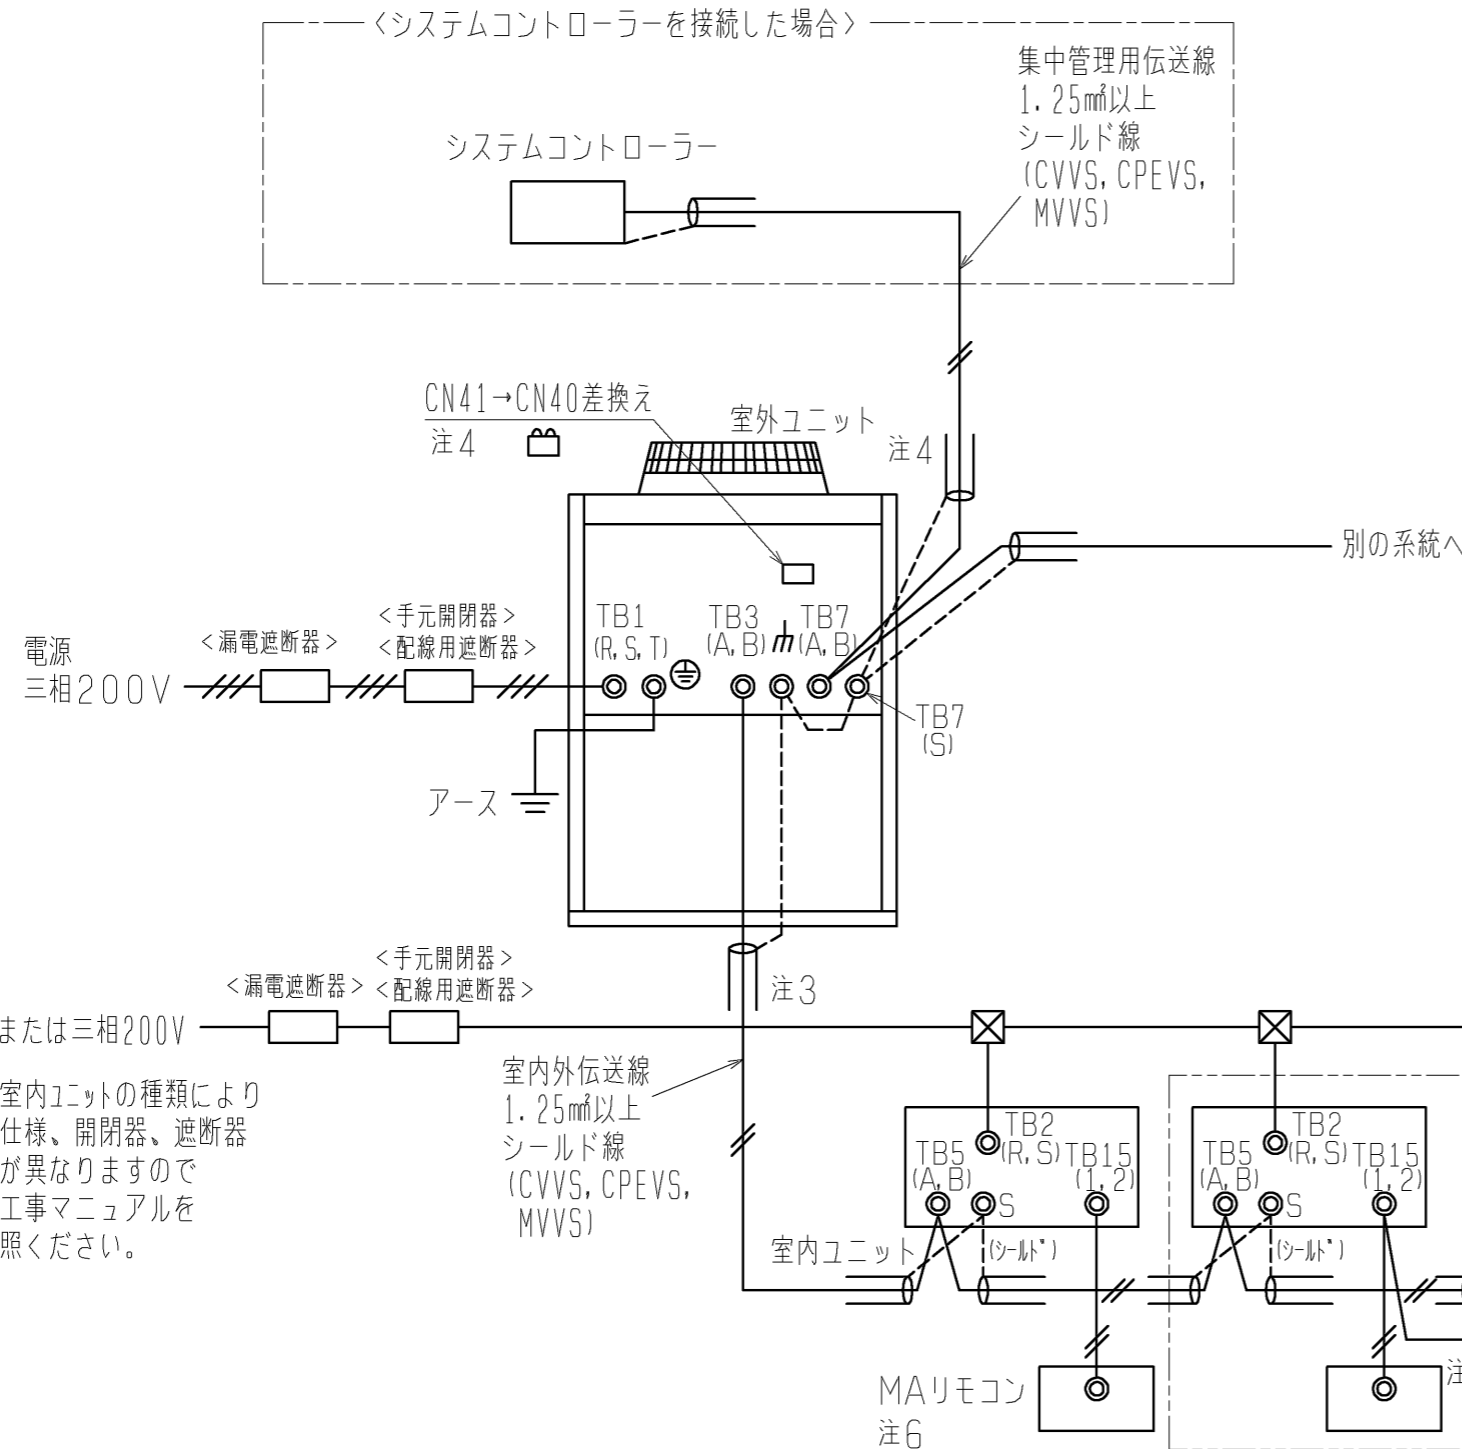 〈システムコントローラーを接続した場合〉
集中管理用伝送線
1.25㎟以上
シールド線
(CVVS, CPEVS,
MVVS)
システムコントローラー
CN41→CN40差換え
注4
室外ユニット
注4
別の系統へ
TB1
(R, S, T)
TB3
(A, B)
TB7
(A, B)
TB7
(S)
電源
三相200V
<漏電遮断器>
<手元開閉器>
<配線用遮断器>
アース
<漏電遮断器>
<手元開閉器>
<配線用遮断器>
または三相200V
注3
室内ユニットの種類により
仕様、開閉器、遮断器
が異なりますので
工事マニュアルを
照ください。
室内外伝送線
1.25㎟以上
シールド線
(CVVS, CPEVS,
MVVS)
TB2
(R, S)
TB5
(A, B)
S
TB15
(1, 2)
室内ユニット
(シールド)
TB2
(R, S)
TB5
(A, B)
S
TB15
(1, 2)
(シールド)
MAリモコン
注6
注